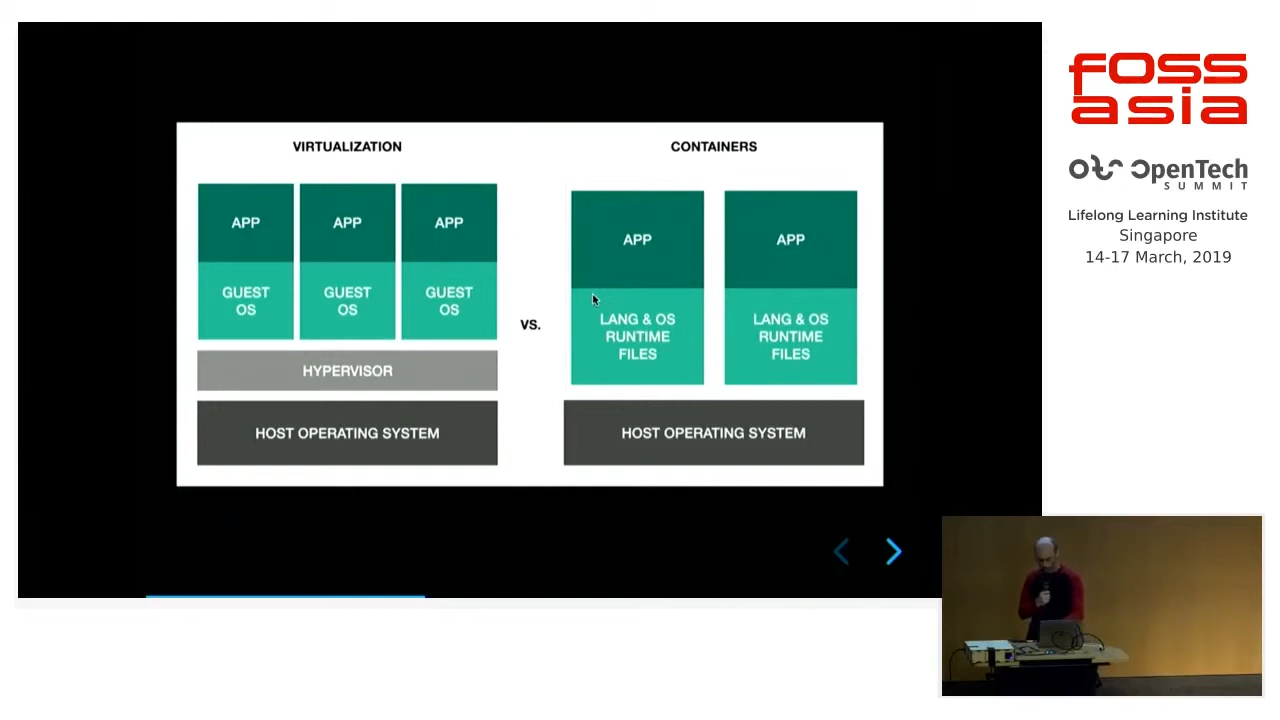 VIRTUALIZATION
APP
APP
APP
GUEST
OS
GUEST
OS
GUEST
OS
HYPERVISOR
HOST OPERATING SYSTEM
VS.
CONTAINERS
APP
APP
LANG & OS
RUNTIME
FILES
LANG & OS
RUNTIME
FILES
HOST OPERATING SYSTEM
foss
asia
OpenTech
SUMMIT
Lifelong Learning Institute
Singapore
14-17 March, 2019